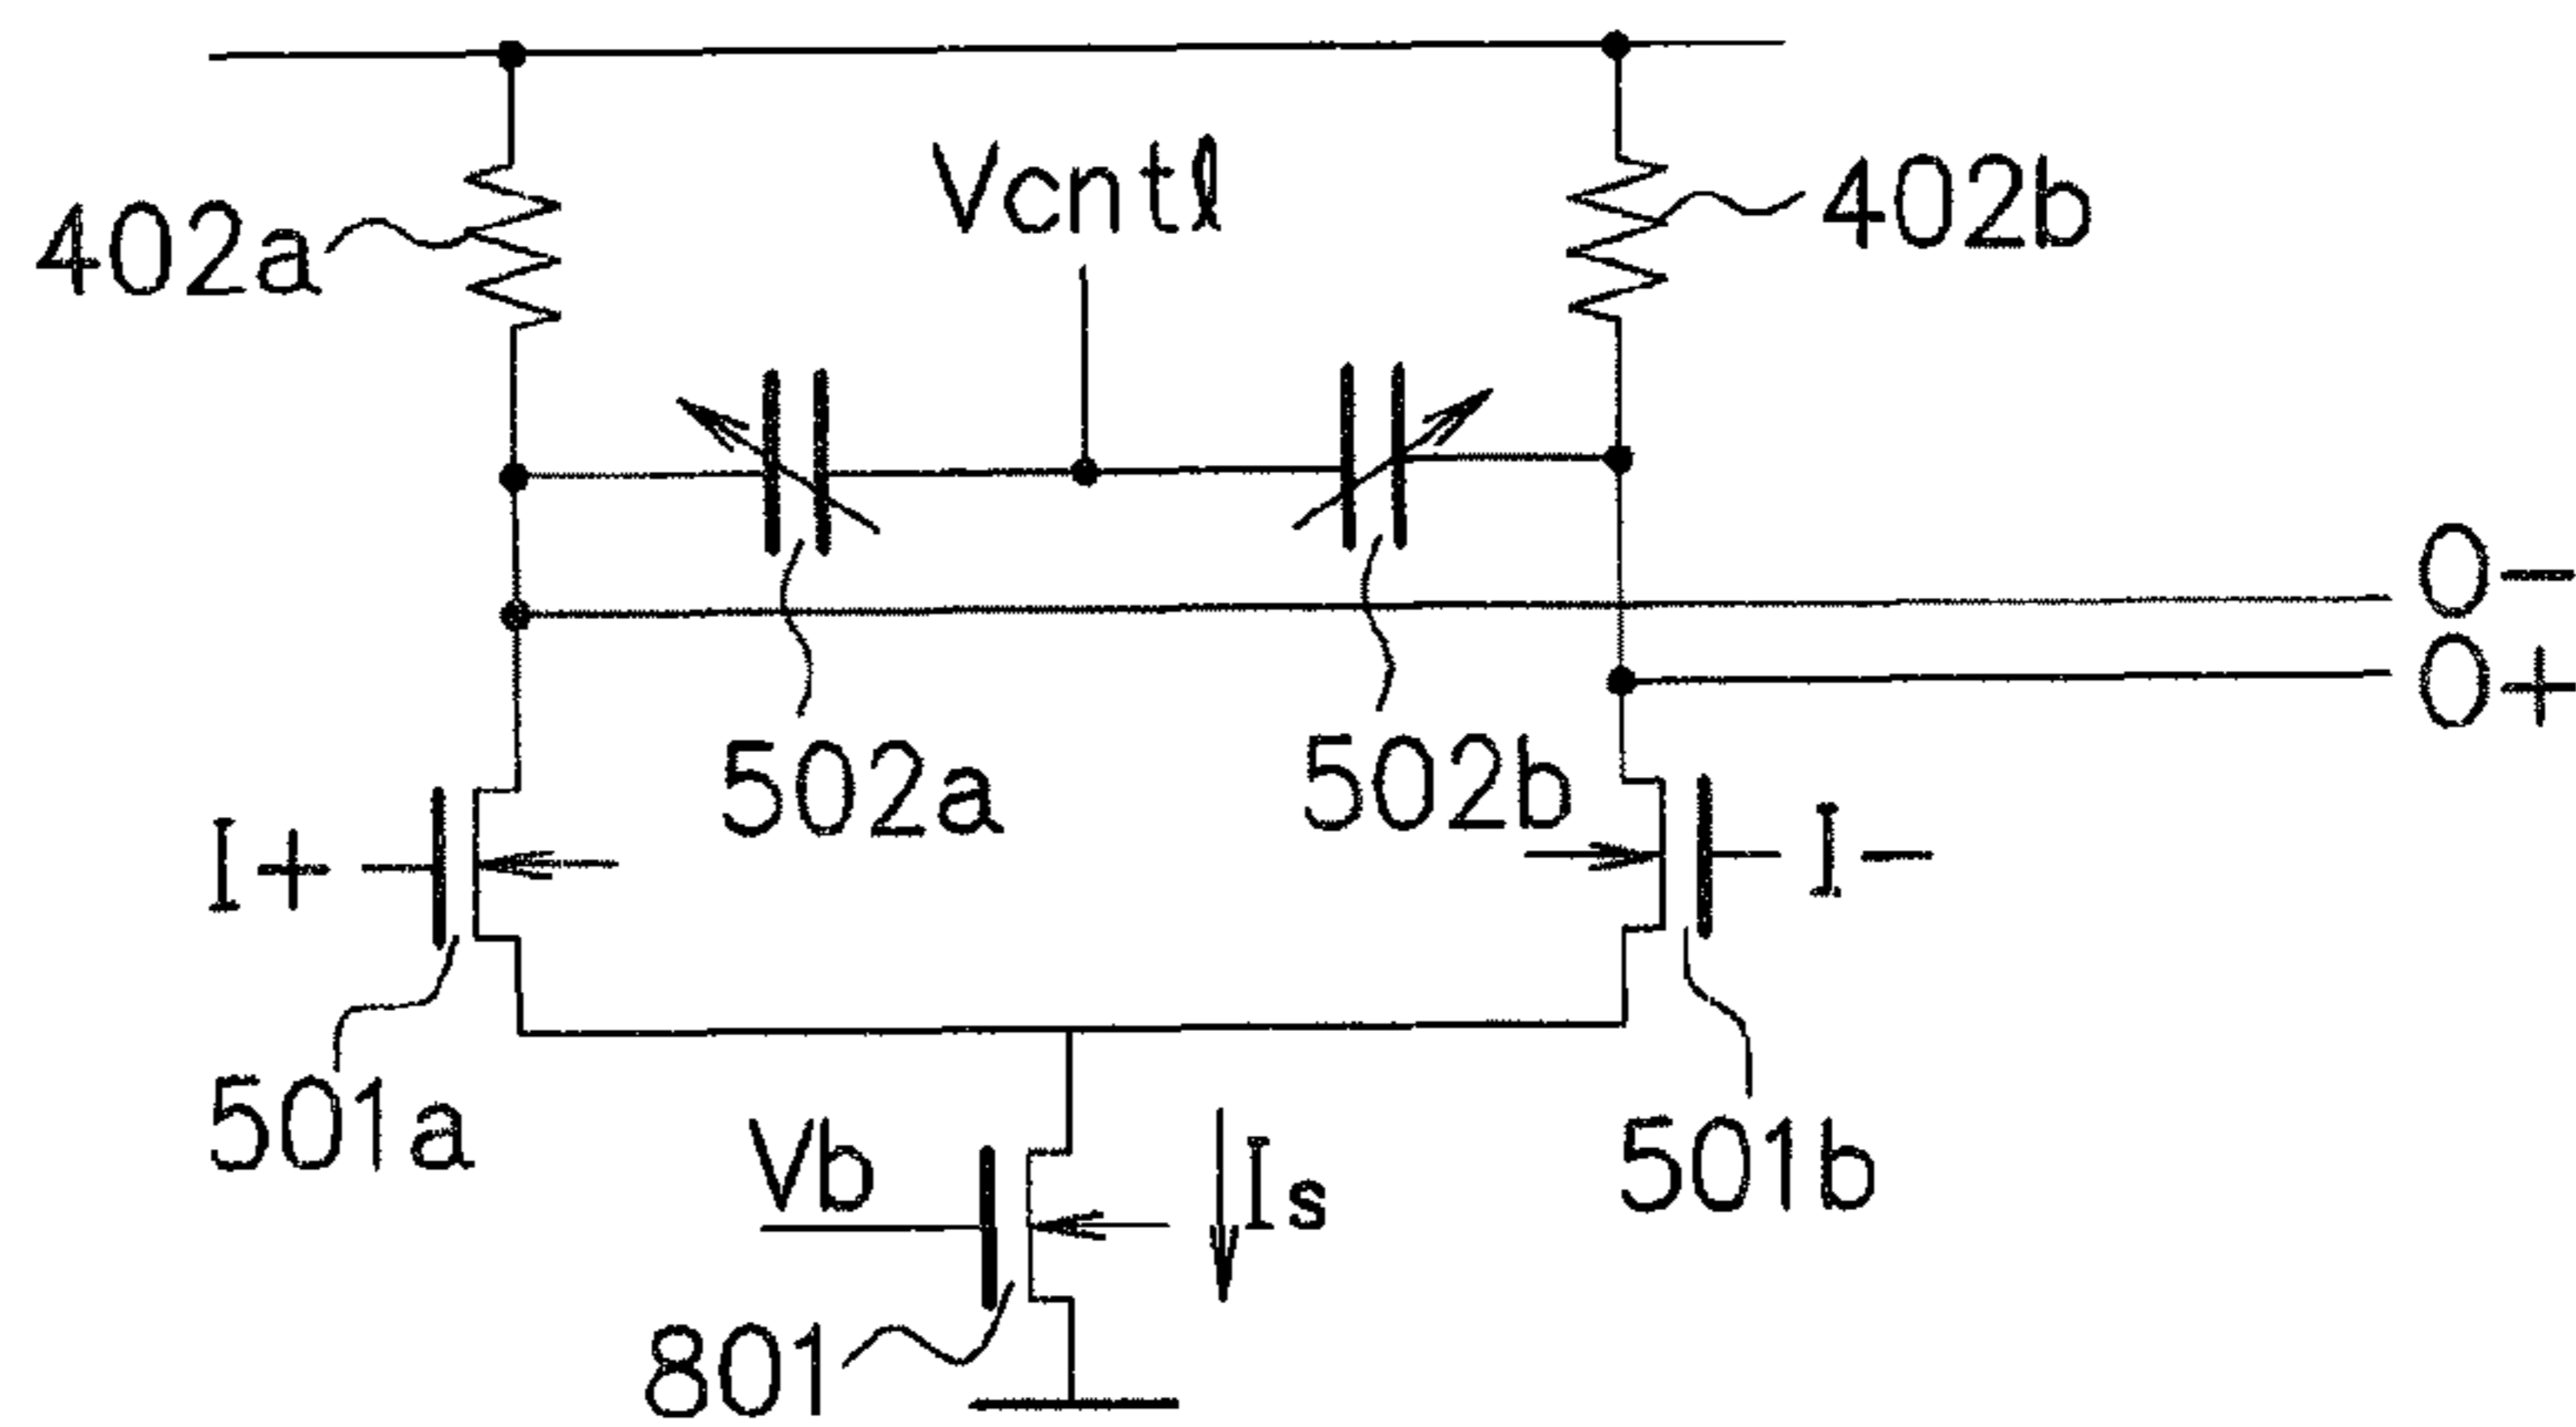 Vcntl
402a
402b
O-
O+
502a
502b
I+
I-
501a
501b
Vb
Is
801